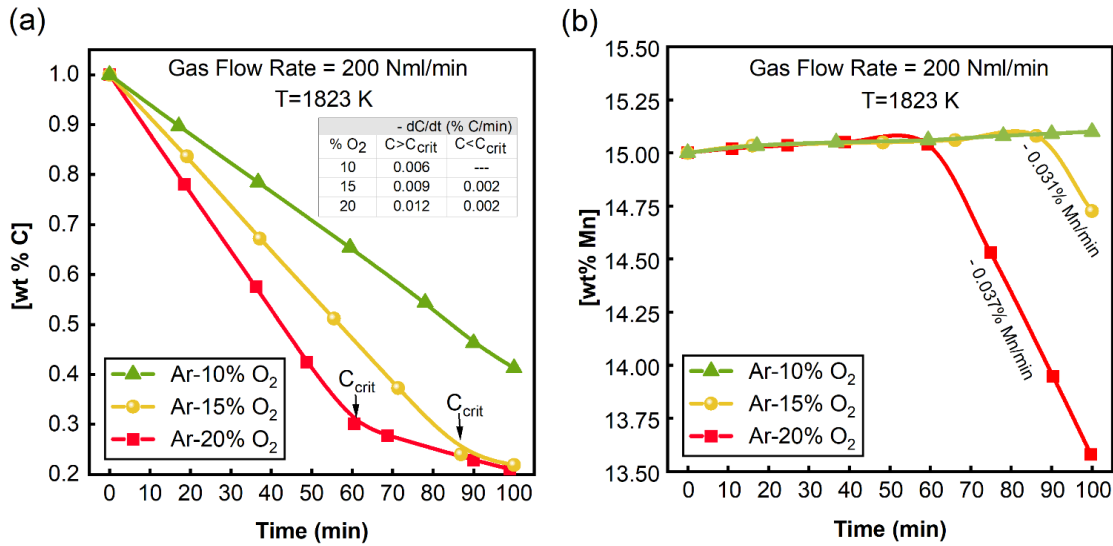 (a)
Gas Flow Rate = 200 Nml/min
T=1823 K
- dC/dt (% C/min)
% O₂ C>C_crit C<C_crit
10 0.006 ---
15 0.009 0.002
20 0.012 0.002
1.0
0.9
0.8
0.7
0.6
0.5
0.4
0.3
0.2
[wt % C]
C_crit
C_crit
Ar-10% O₂
Ar-15% O₂
Ar-20% O₂
0 10 20 30 40 50 60 70 80 90 100
Time (min)
(b)
Gas Flow Rate = 200 Nml/min
T=1823 K
15.50
15.25
15.00
14.75
14.50
14.25
14.00
13.75
13.50
[wt% Mn]
- 0.031% Mn/min
- 0.037% Mn/min
Ar-10% O₂
Ar-15% O₂
Ar-20% O₂
0 10 20 30 40 50 60 70 80 90 100
Time (min)